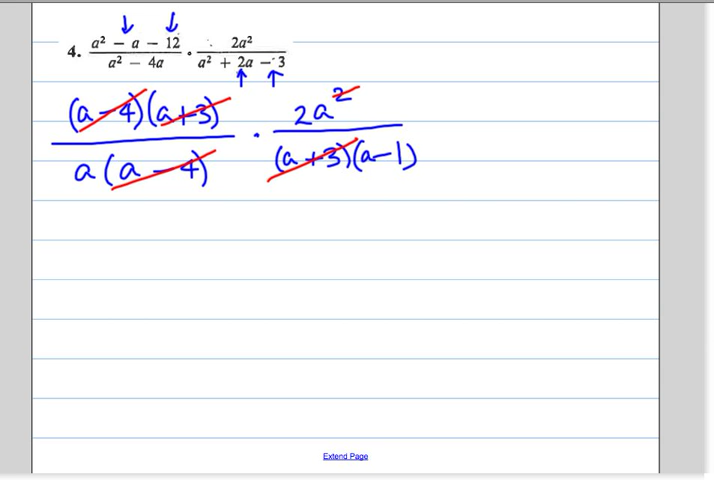 4. a² - a - 12 / a² - 4a · 2a² / a² + 2a - 3
(a-4)(a+3) / a(a-4) · 2a² / (a+3)(a-1)
Extend Page